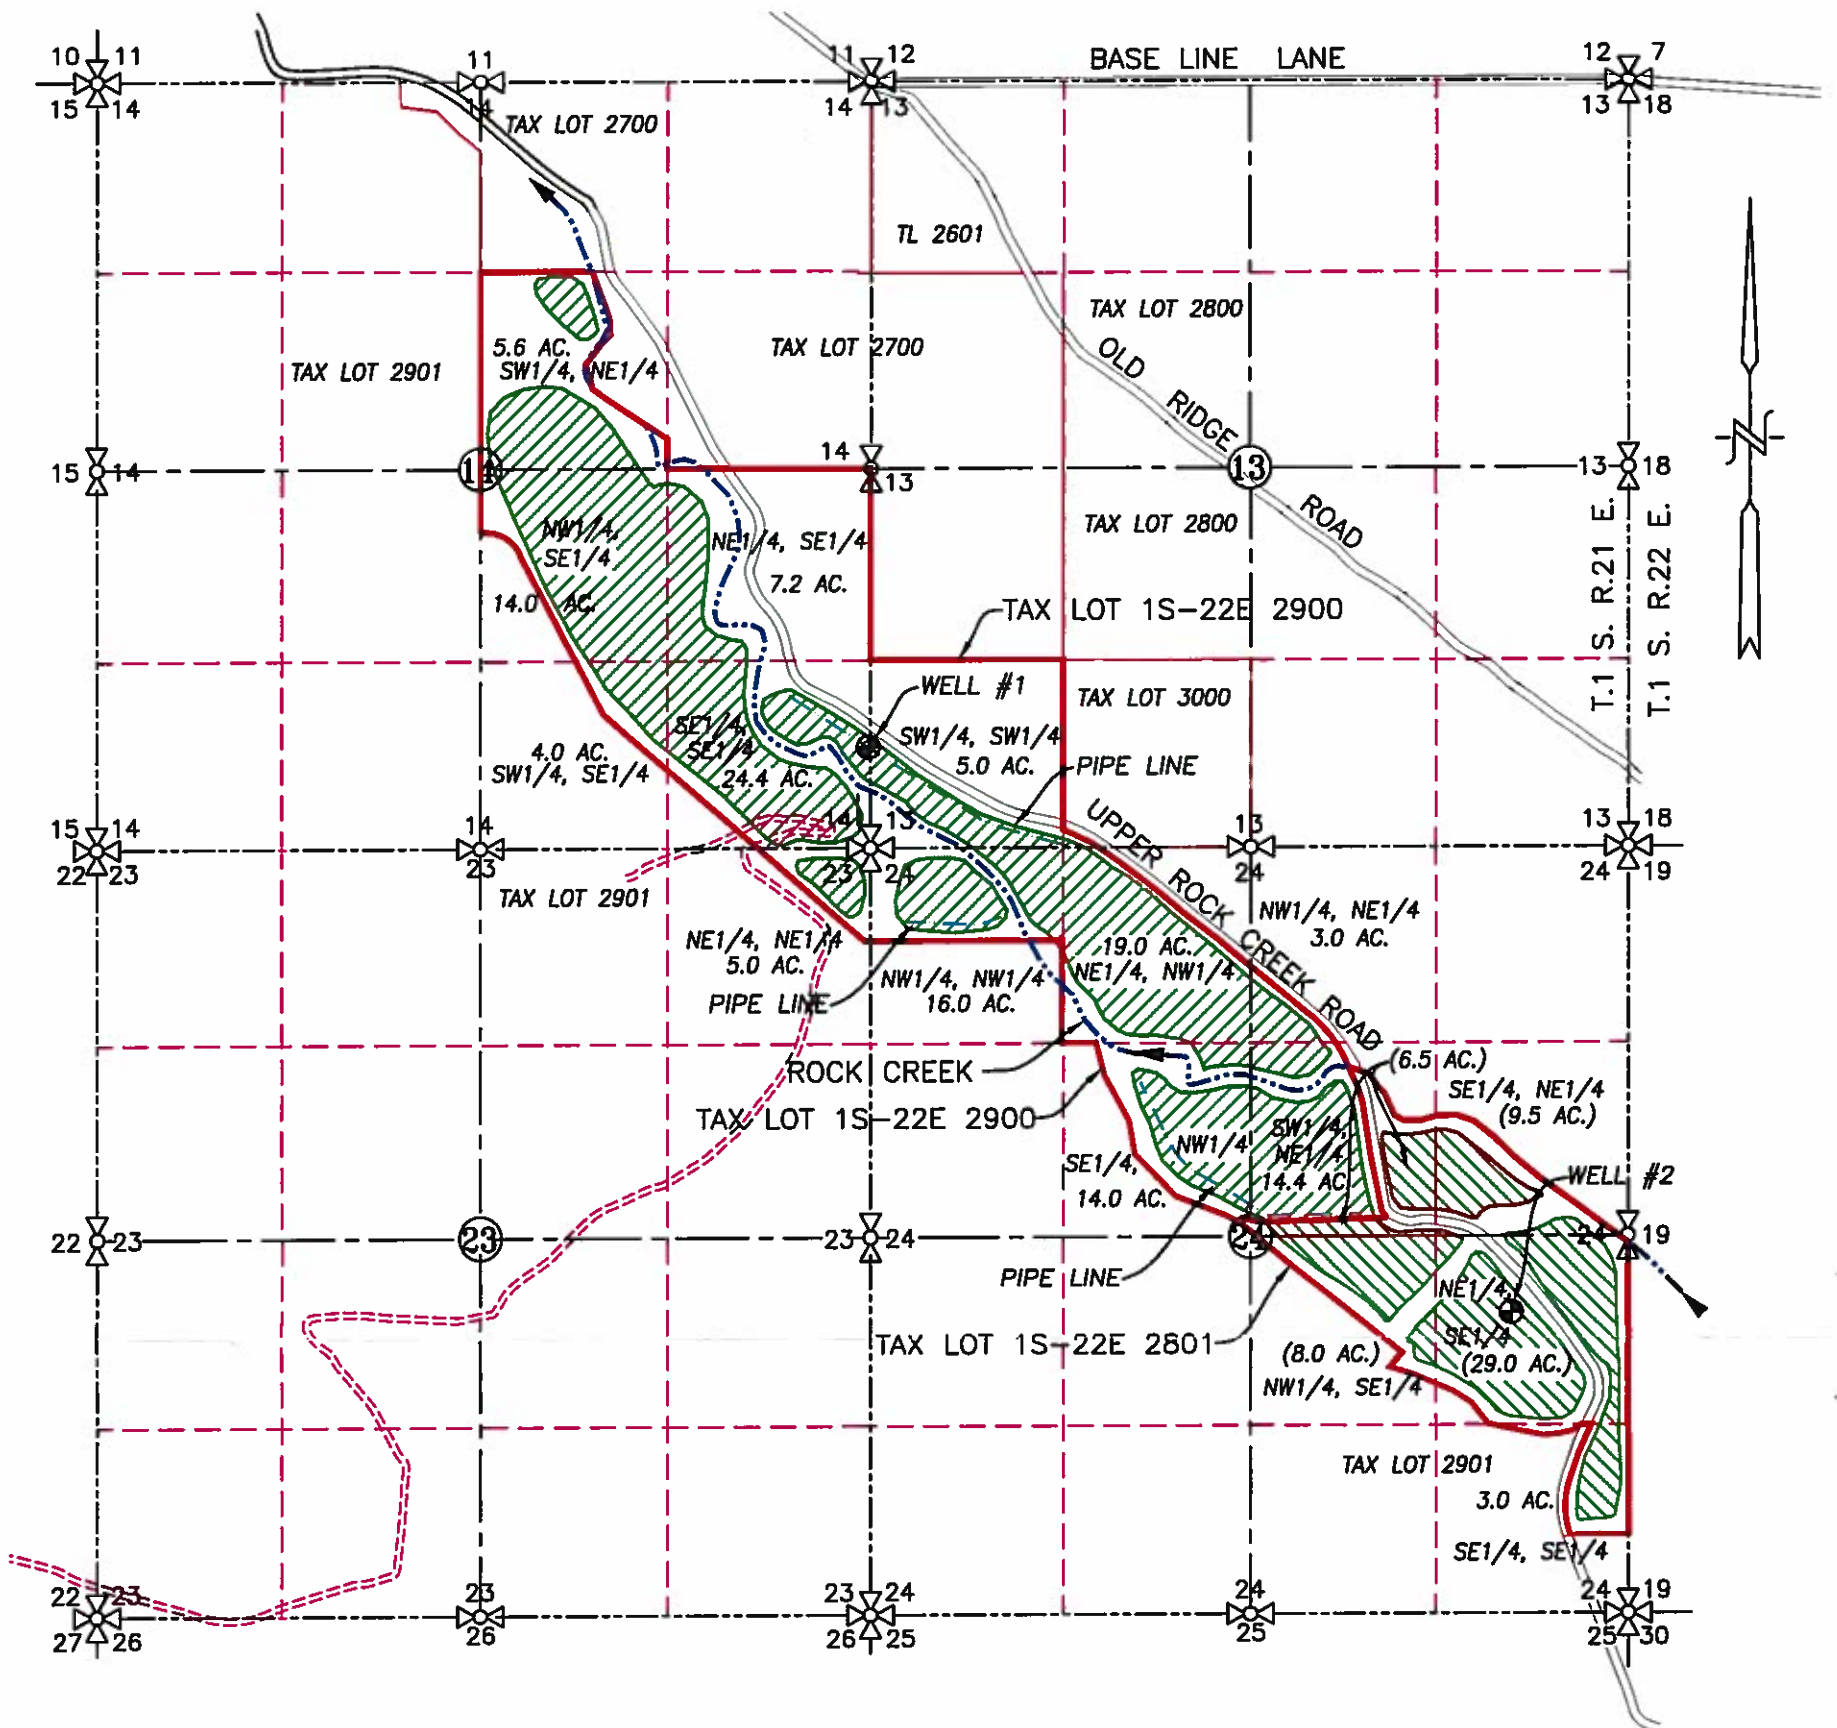 BASE LINE LANE
10 11
15 14
11
14
11 12
14 13
12 7
13 18
TAX LOT 2700
TL 2601
TAX LOT 2800
5.6 AC.
SW1/4, NE1/4
TAX LOT 2901
TAX LOT 2700
OLD RIDGE ROAD
15 14
14
14
13
13
13 18
T.1 S. R.21 E.
T.1 S. R.22 E.
NW1/4,
SE1/4
14.0 AC.
NE1/4, SE1/4
7.2 AC.
TAX LOT 2800
TAX LOT 1S-22E 2900
WELL #1
TAX LOT 3000
SW1/4, SW1/4
5.0 AC.
PIPE LINE
SE1/4,
SE1/4
24.4 AC.
4.0 AC.
SW1/4, SE1/4
UPPER ROCK CREEK ROAD
15 14
22 23
14
23
14 13
23 24
13
24
13 18
24 19
TAX LOT 2901
NE1/4, NE1/4
5.0 AC.
NW1/4, NW1/4
16.0 AC.
19.0 AC.
NE1/4, NW1/4
NW1/4, NE1/4
3.0 AC.
PIPE LINE
ROCK CREEK
TAX LOT 1S-22E 2900
(6.5 AC.)
SE1/4, NE1/4
(9.5 AC.)
SE1/4, NW1/4
14.0 AC.
SW1/4,
NE1/4
14.4 AC.
WELL #2
22 23
23
23 24
24
24 19
PIPE LINE
TAX LOT 1S-22E 2801
NE1/4,
SE1/4
(29.0 AC.)
(8.0 AC.)
NW1/4, SE1/4
TAX LOT 2901
3.0 AC.
SE1/4, SE1/4
22 23
27 26
23
26
23 24
26 25
24
25
24 19
25 30
N